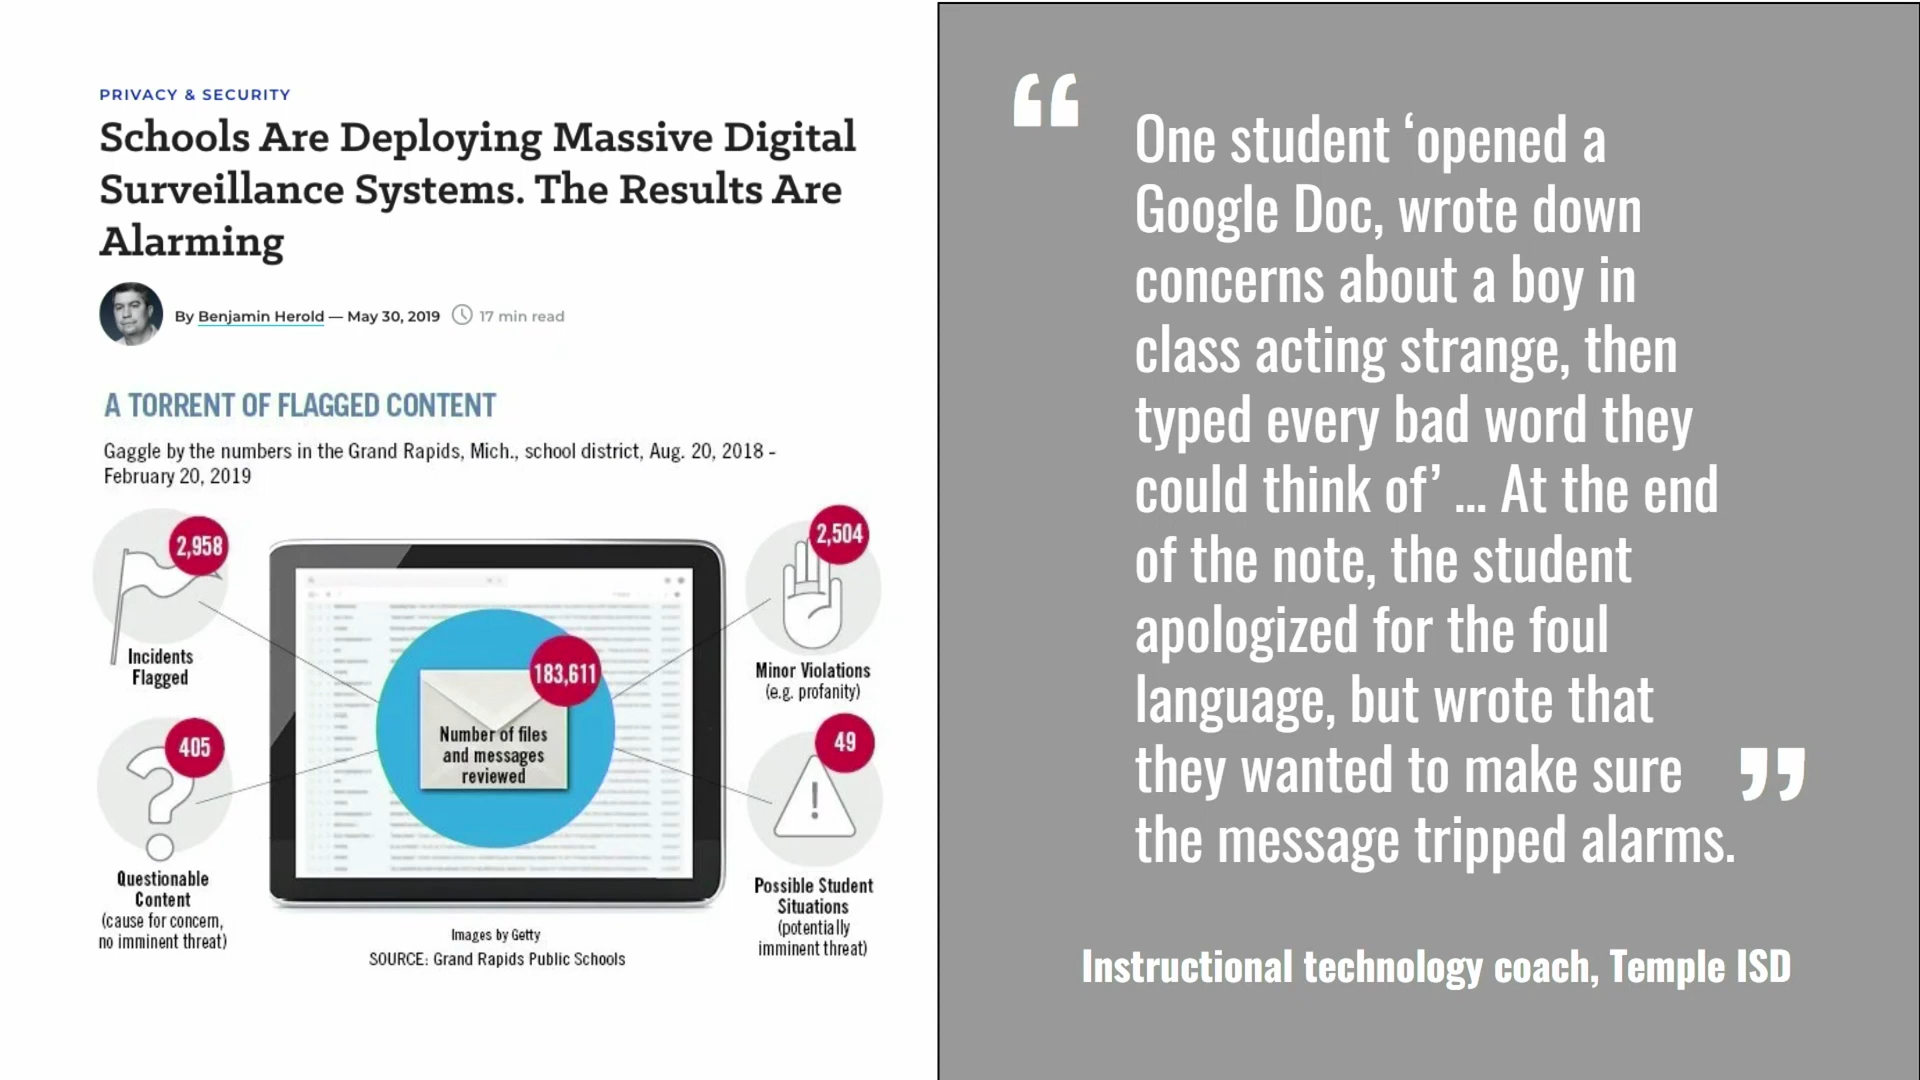 PRIVACY & SECURITY
Schools Are Deploying Massive Digital
Surveillance Systems. The Results Are
Alarming
By Benjamin Herold — May 30, 2019 17 min read
A TORRENT OF FLAGGED CONTENT
Gaggle by the numbers in the Grand Rapids, Mich., school district, Aug. 20, 2018 -
February 20, 2019
2,958
Incidents
Flagged
405
Questionable
Content
(cause for concern,
no imminent threat)
183,611
Number of files
and messages
reviewed
2,504
Minor Violations
(e.g. profanity)
49
Possible Student
Situations
(potentially
imminent threat)
Images by Getty
SOURCE: Grand Rapids Public Schools
“
One student ‘opened a
Google Doc, wrote down
concerns about a boy in
class acting strange, then
typed every bad word they
could think of’ ... At the end
of the note, the student
apologized for the foul
language, but wrote that
they wanted to make sure
the message tripped alarms.
”
Instructional technology coach, Temple ISD